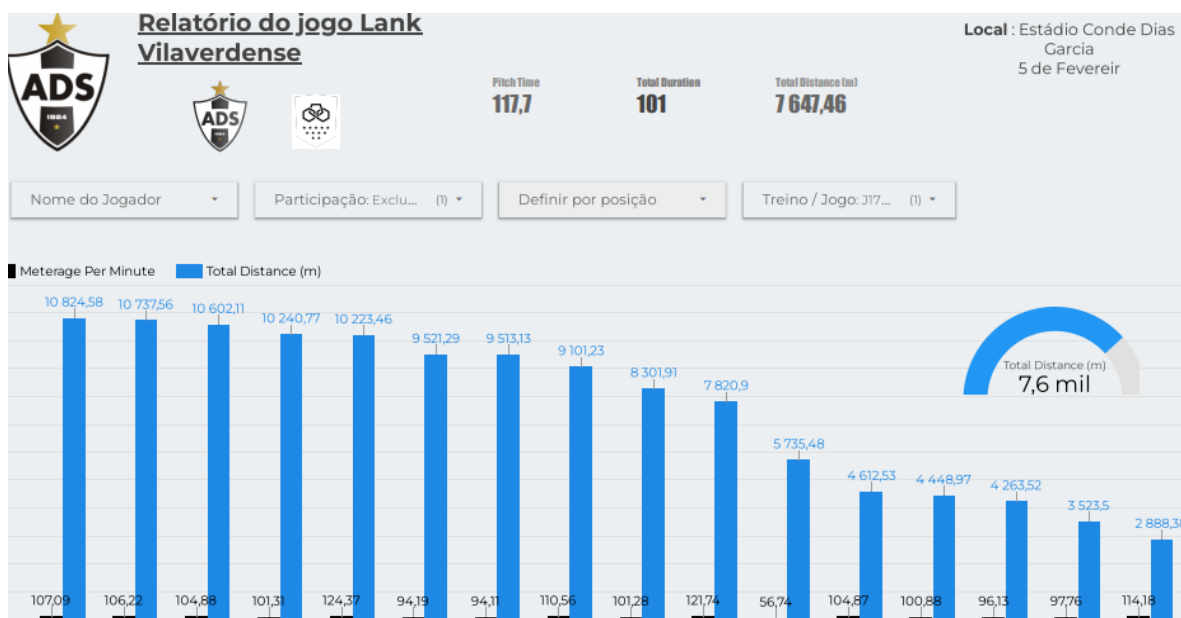 Relatório do jogo Lank
Vilaverdense
Local : Estádio Conde Dias
Garcia
5 de Fevereir
ADS
1924
ADS
Pitch Time
117,7
Total Duration
101
Total Distance (m)
7 647,46
Nome do Jogador
Participação: Exclu... (1)
Definir por posição
Treino / Jogo: J17... (1)
Meterage Per Minute
Total Distance (m)
10 824,58
10 737,56
10 602,11
10 240,77
10 223,46
9 521,29
9 513,13
9 101,23
8 301,91
7 820,9
5 735,48
4 612,53
4 448,97
4 263,52
3 523,5
2 888,38
Total Distance (m)
7,6 mil
107,09
106,22
104,88
101,31
124,37
94,19
94,11
110,56
101,28
121,74
56,74
104,87
100,88
96,13
97,76
114,18